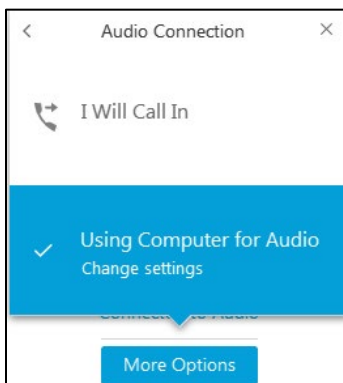 Audio Connection
I Will Call In
Using Computer for Audio
Change settings
More Options